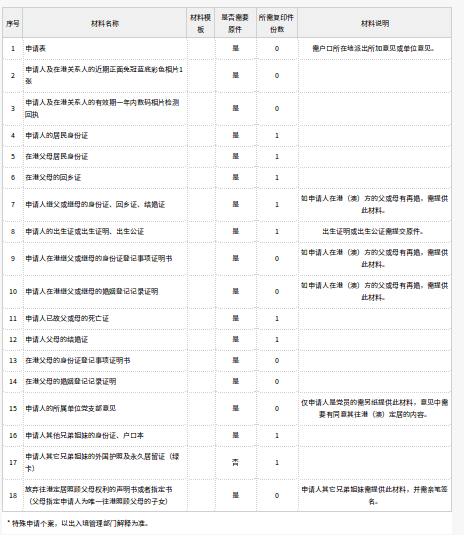 序号 材料名称 材料模板 是否需要原件 所需复印件份数 材料说明
1 申请表 是 0 需户口所在地派出所加意见或单位意见。
2 申请人及在港关系人的近期正面免冠蓝底彩色相片1张 是 0
3 申请人及在港关系人的有效期一年内数码相片检测回执 是 0
4 申请人的居民身份证 是 1
5 在港父母居民身份证 是 1
6 在港父母的回乡证 是 1
7 申请人继父或继母的身份证、回乡证、结婚证 是 1 如申请人在港（澳）方的父或母有再婚，需提供此材料。
8 申请人的出生证或出生证明、出生公证 是 1 出生证明或出生公证需提交原件。
9 申请人在港继父或继母的身份证登记事项证明书 是 0 如申请人在港（澳）方的父或母有再婚，需提供此材料。
10 申请人在港继父或继母的婚姻登记记录证明 是 0 如申请人在港（澳）方的父或母有再婚，需提供此材料。
11 申请人已故父或母的死亡证 是 1
12 申请人父母的结婚证 是 1
13 在港父母的身份证登记事项证明书 是 0
14 在港父母的婚姻登记记录证明 是 0
15 申请人的所属单位党支部意见 是 0 仅申请人是党员的需另纸提供此材料，意见中需要有同意其往港（澳）定居的内容。
16 申请人其他兄弟姐妹的身份证、户口本 是 1
17 申请人其它兄弟姐妹的外国护照及永久居留证（绿卡） 否 1
18 放弃往港定居照顾父母权利的声明书或者指定书（父母指定申请人为唯一往港照顾父母的子女） 是 0 申请人其它兄弟姐妹需提供此材料，并需亲笔签名。
* 特殊申请个案，以出入境管理部门解释为准。